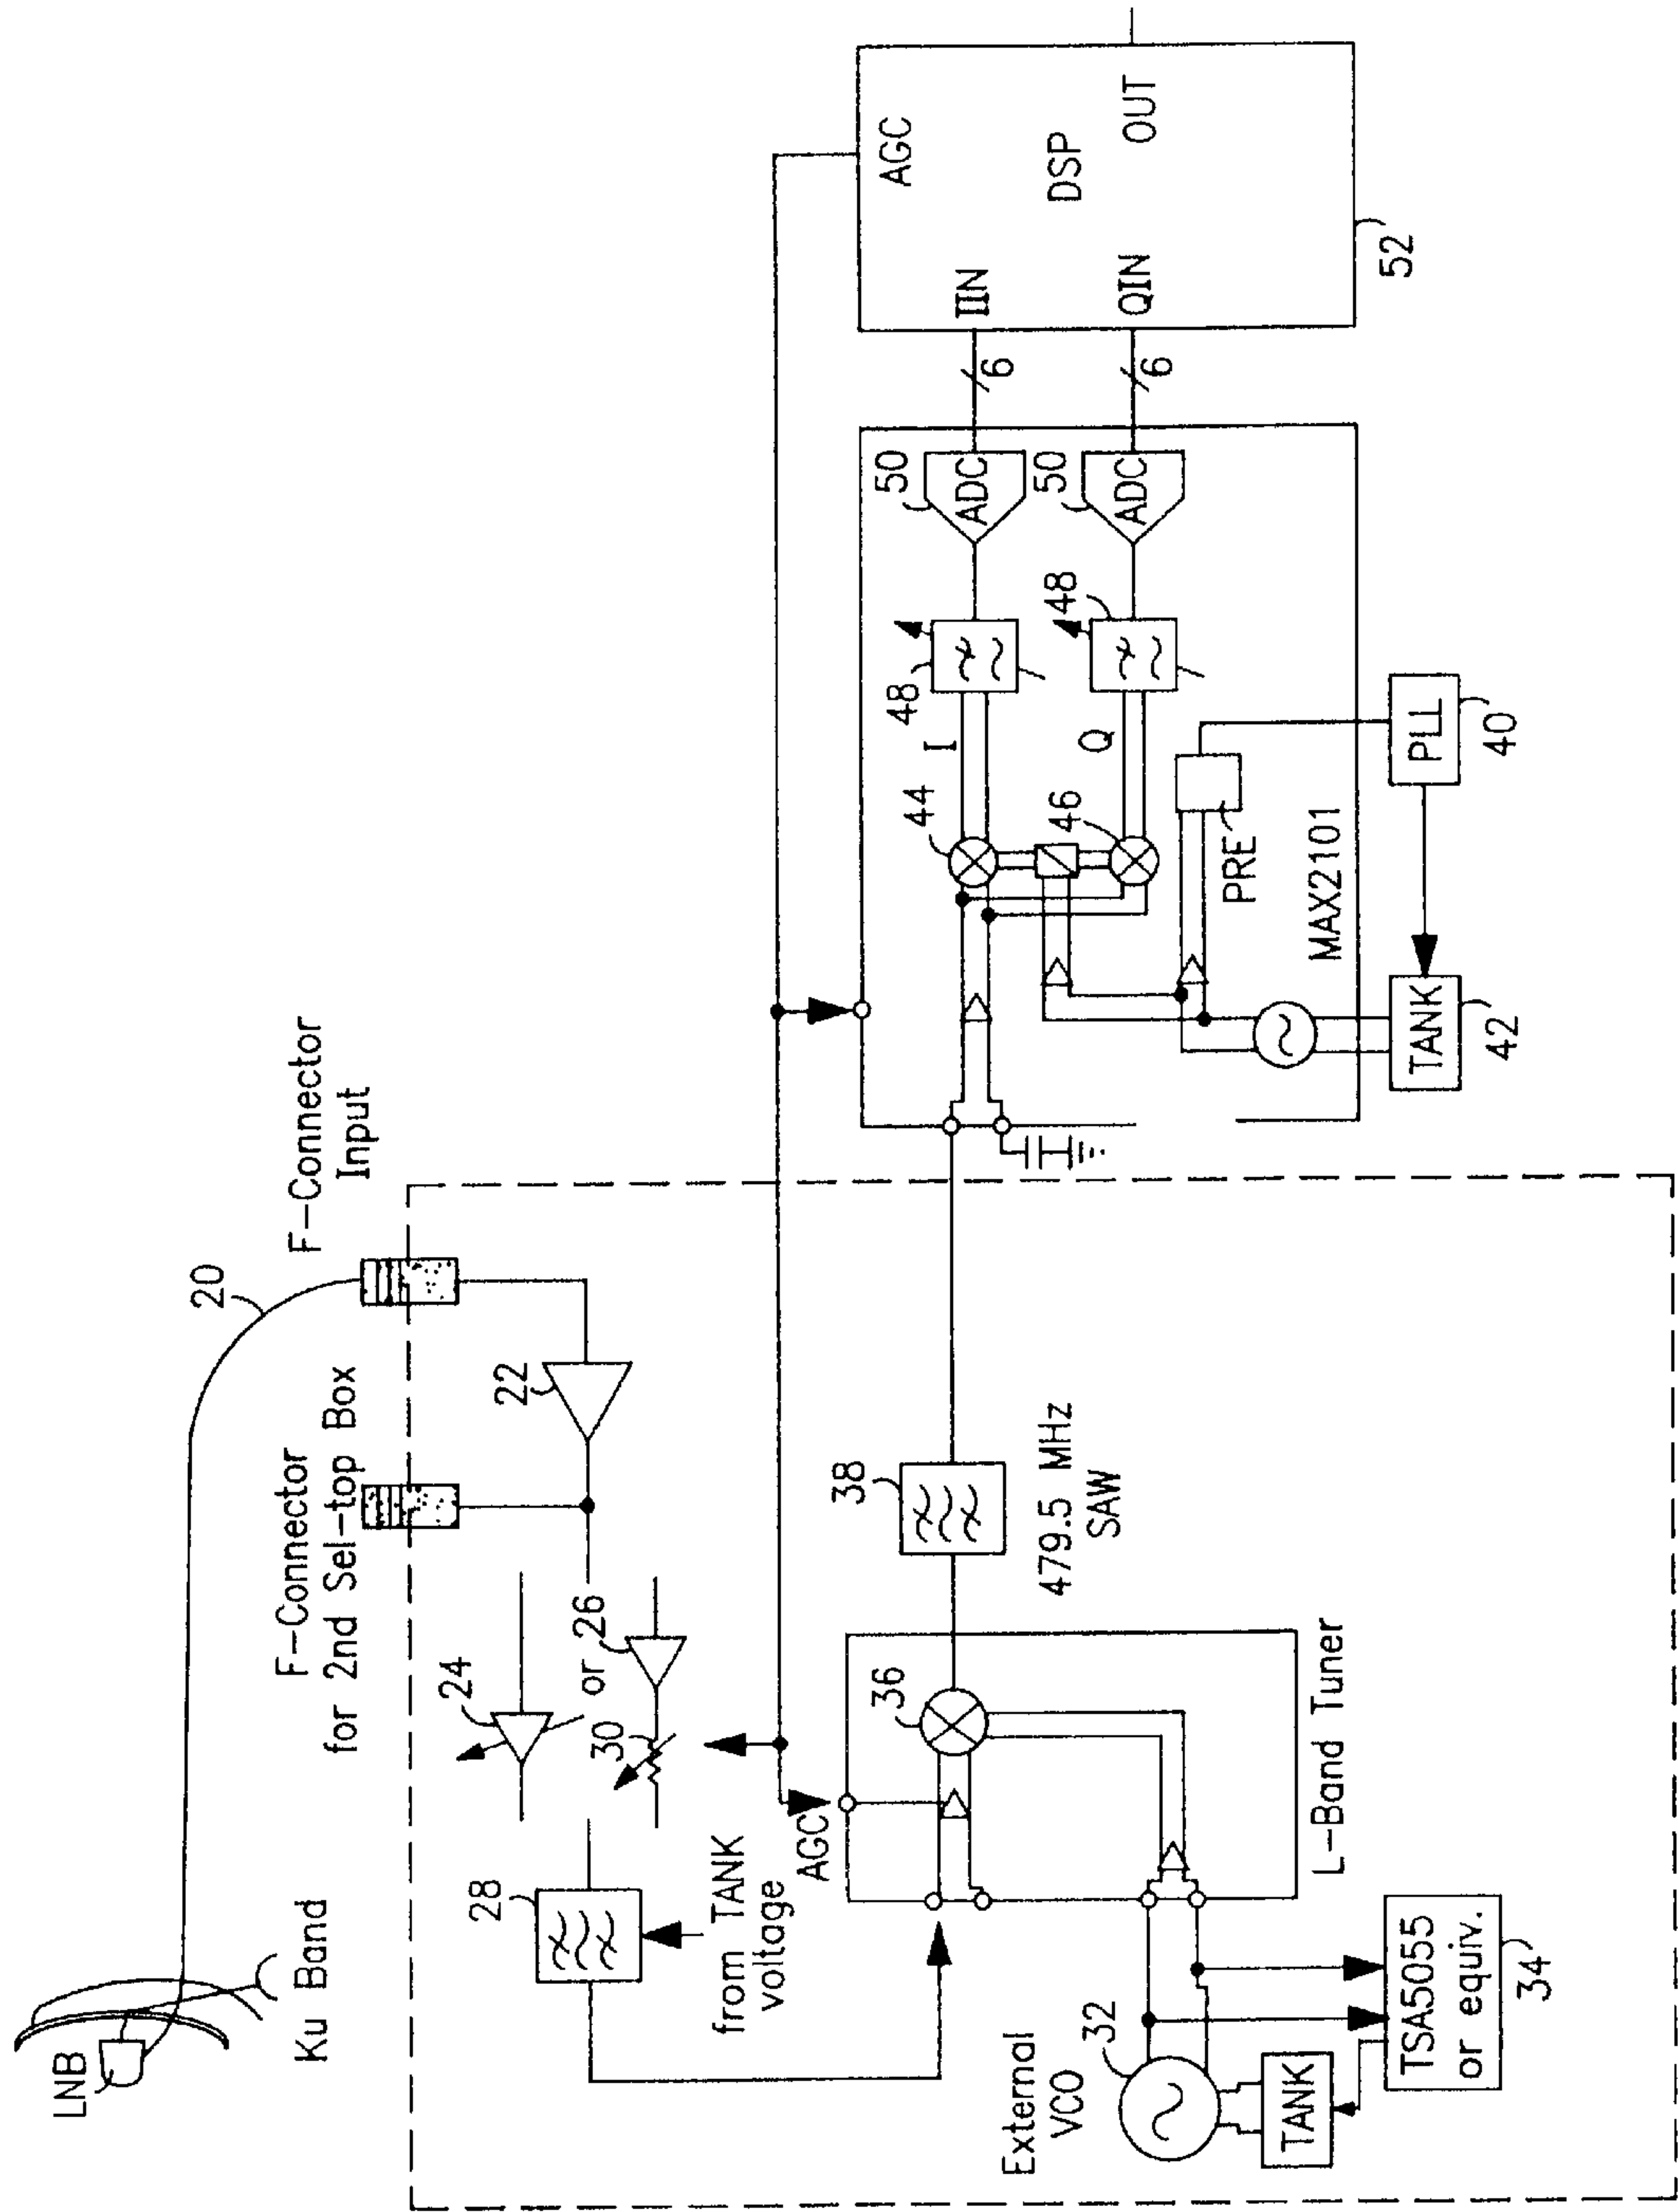 LNB
Ku Band
20
F-Connector
Input
F-Connector
for 2nd Sel-top Box
22
24
or
26
30
28
from TANK
voltage
AGC
36
38
479.5 MHz
SAW
L-Band Tuner
External
VCO
32
TANK
TSA5055
or equiv.
34
44
I
48
50
ADC
46
Q
48
50
ADC
PRE
MAX2101
TANK
42
PLL
40
6
6
IIN
QIN
AGC
DSP
OUT
52